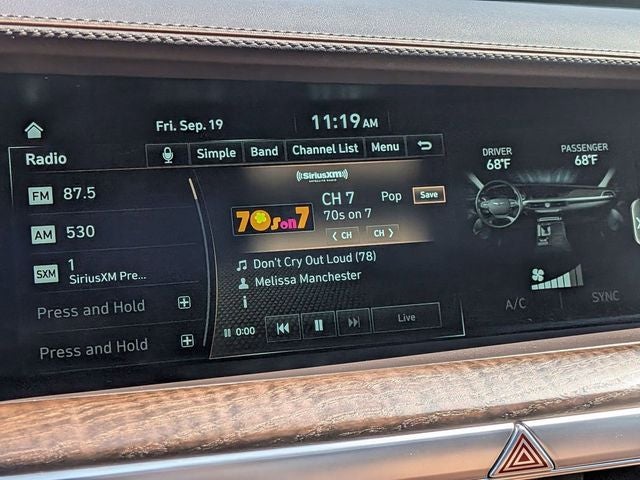 Fri. Sep. 19
11:19 AM
Radio
Simple Band Channel List Menu
FM 87.5
AM 530
SXM 1
SiriusXM Pre...
Press and Hold
Press and Hold
((SiriusXM))
SATELLITE RADIO
70s on 7
CH 7 Pop Save
70s on 7
< CH CH >
Don't Cry Out Loud (78)
Melissa Manchester
0:00 Live
DRIVER PASSENGER
68°F 68°F
A/C SYNC